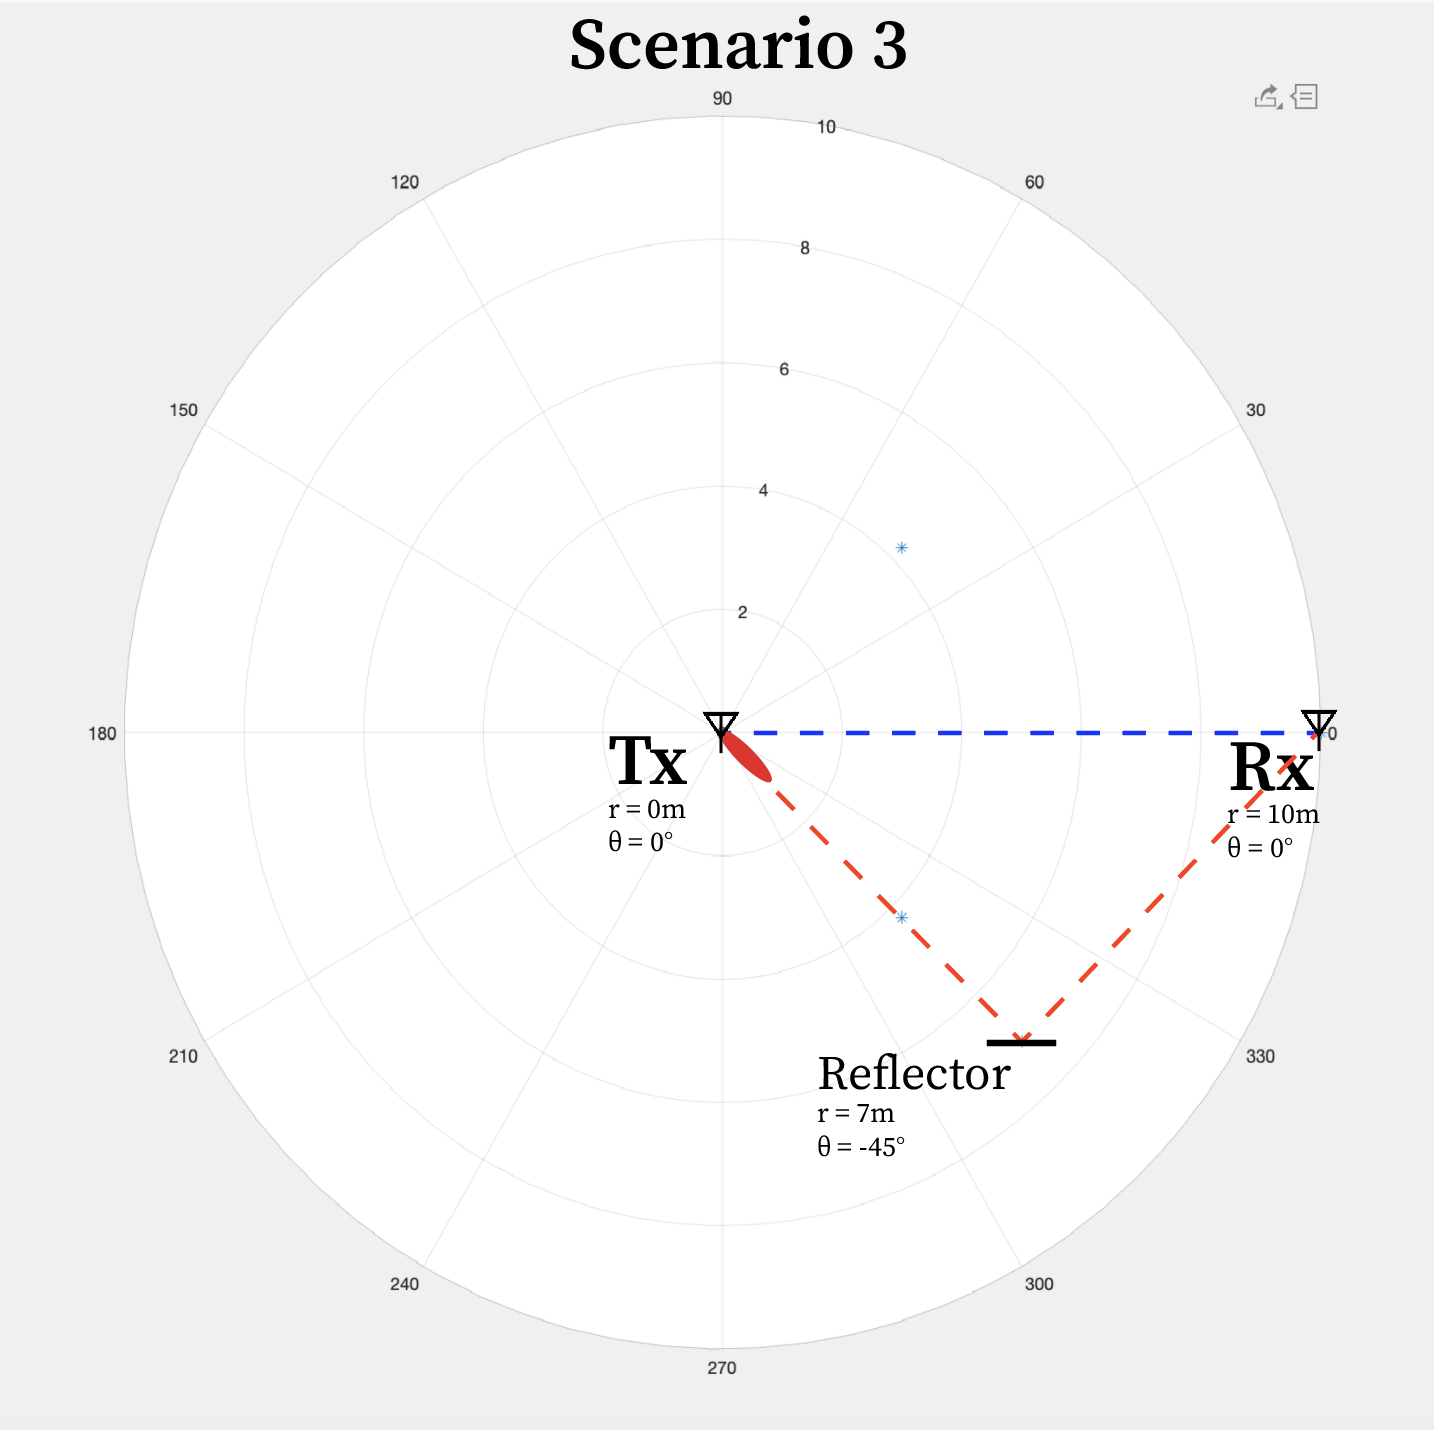 Scenario 3
90
10
120
60
8
6
150
30
4
2
180
0
Tx
r = 0m
θ = 0°
Rx
r = 10m
θ = 0°
210
330
Reflector
r = 7m
θ = -45°
240
300
270